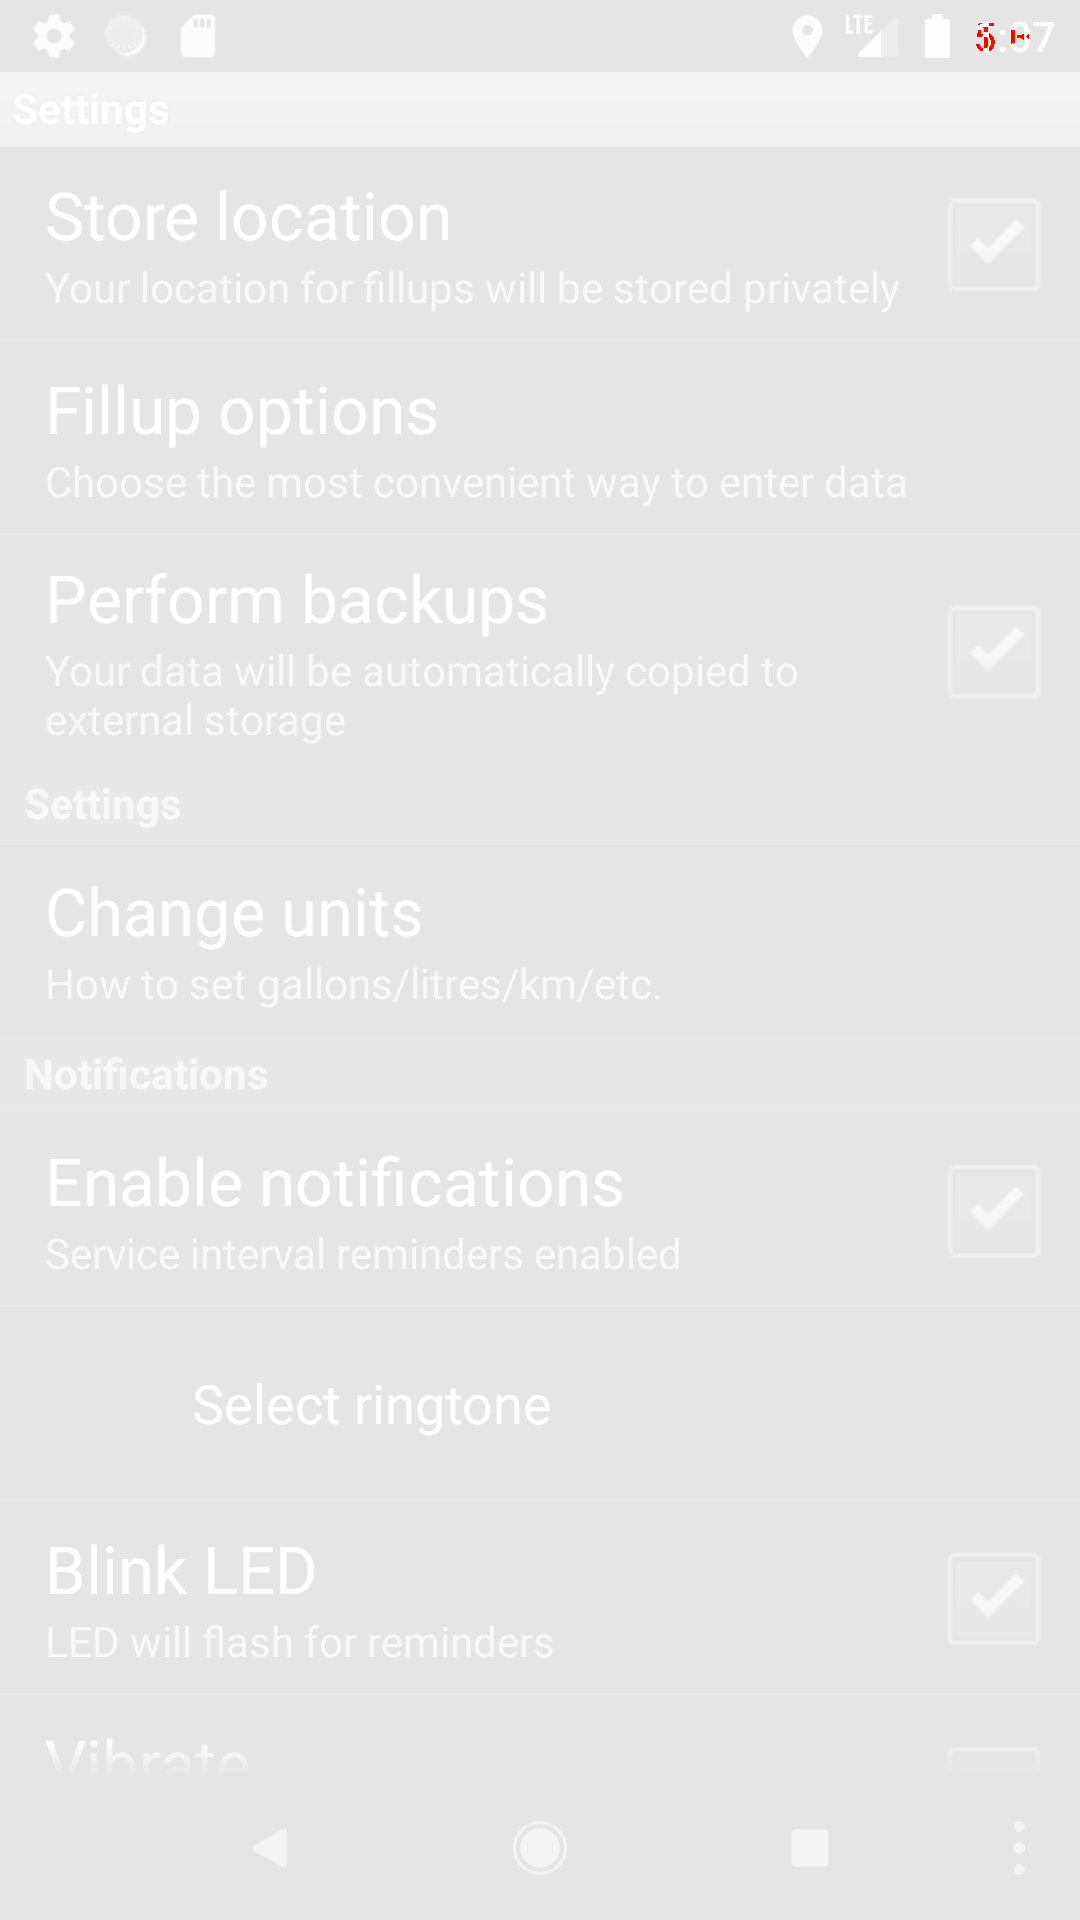 LTE
Settings
Store location
Your location for fillups will be stored privately
Fillup options
Choose the most convenient way to enter data
Perform backups
Your data will be automatically copied to
external storage
Settings
Change units
How to set gallons/litres/km/etc.
Notifications
Enable notifications
Service interval reminders enabled
Select ringtone
Blink LED
LED will flash for reminders
Vibrate